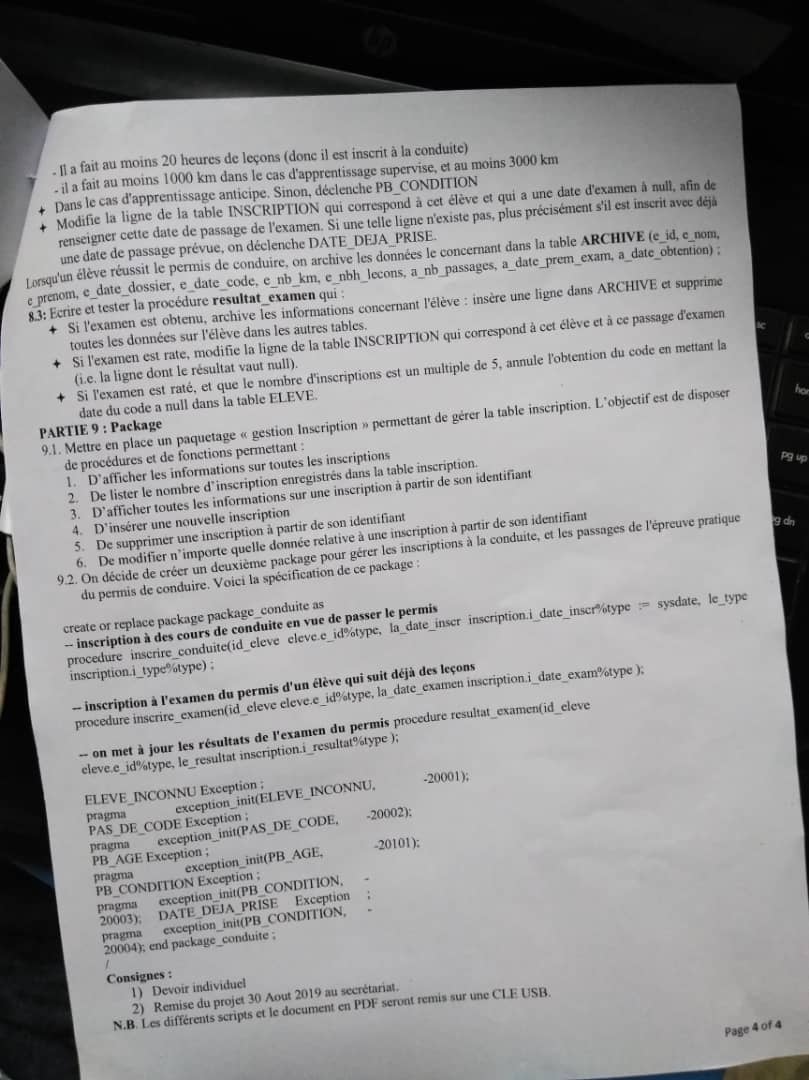 hp
- Il a fait au moins 20 heures de leçons (donc il est inscrit à la conduite)
- il a fait au moins 1000 km dans le cas d'apprentissage supervise, et au moins 3000 km
Dans le cas d'apprentissage anticipe. Sinon, déclenche PB_CONDITION
Modifie la ligne de la table INSCRIPTION qui correspond à cet élève et qui a une date d'examen à null, afin de
renseigner cette date de passage de l'examen. Si une telle ligne n'existe pas, plus précisément s'il est inscrit avec déjà
une date de passage prévue, on déclenche DATE_DEJA_PRISE.
Lorsqu'un élève réussit le permis de conduire, on archive les données le concernant dans la table ARCHIVE (e_id, e_nom,
e_prenom, e_date_dossier, e_date_code, e_nb_km, e_nbh_lecons, a_nb_passages, a_date_prem_exam, a_date_obtention) ;
8.3: Ecrire et tester la procédure resultat_examen qui :
Si l'examen est obtenu, archive les informations concernant l'élève : insère une ligne dans ARCHIVE et supprime
toutes les données sur l'élève dans les autres tables.
Si l'examen est rate, modifie la ligne de la table INSCRIPTION qui correspond à cet élève et à ce passage d'examen
(i.e. la ligne dont le résultat vaut null).
Si l'examen est raté, et que le nombre d'inscriptions est un multiple de 5, annule l'obtention du code en mettant la
date du code a null dans la table ELEVE.
PARTIE 9 : Package
9.1. Mettre en place un paquetage « gestion Inscription » permettant de gérer la table inscription. L'objectif est de disposer
de procédures et de fonctions permettant :
1. D'afficher les informations sur toutes les inscriptions
2. De lister le nombre d'inscription enregistrés dans la table inscription.
3. D'afficher toutes les informations sur une inscription à partir de son identifiant
4. D'insérer une nouvelle inscription
5. De supprimer une inscription à partir de son identifiant
6. De modifier n'importe quelle donnée relative à une inscription à partir de son identifiant
9.2. On décide de créer un deuxième package pour gérer les inscriptions à la conduite, et les passages de l'épreuve pratique
du permis de conduire. Voici la spécification de ce package :
create or replace package package_conduite as
-- inscription à des cours de conduite en vue de passer le permis
procedure inscrire_conduite(id_eleve eleve.e_id%type, la_date_inscr inscription.i_date_inscr%type := sysdate, le_type
inscription.i_type%type) ;
-- inscription à l'examen du permis d'un élève qui suit déjà des leçons
procedure inscrire_examen(id_eleve eleve.e_id%type, la_date_examen inscription.i_date_exam%type );
-- on met à jour les résultats de l'examen du permis procedure resultat_examen(id_eleve
eleve.e_id%type, le_resultat inscription.i_resultat%type );
ELEVE_INCONNU Exception ;
pragma exception_init(ELEVE_INCONNU, -20001);
PAS_DE_CODE Exception ;
pragma exception_init(PAS_DE_CODE, -20002);
PB_AGE Exception ;
pragma exception_init(PB_AGE, -20101);
PB_CONDITION Exception ;
pragma exception_init(PB_CONDITION, -
20003); DATE_DEJA_PRISE Exception ;
pragma exception_init(PB_CONDITION, -
20004); end package_conduite ;
/
Consignes :
1) Devoir individuel
2) Remise du projet 30 Aout 2019 au secrétariat.
N.B. Les différents scripts et le document en PDF seront remis sur une CLE USB.
Page 4 of 4
Pg up